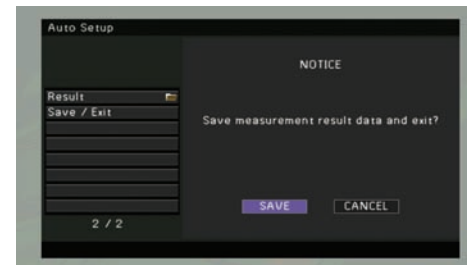 Auto Setup
NOTICE
Result
Save / Exit
Save measurement result data and exit?
SAVE CANCEL
2 / 2